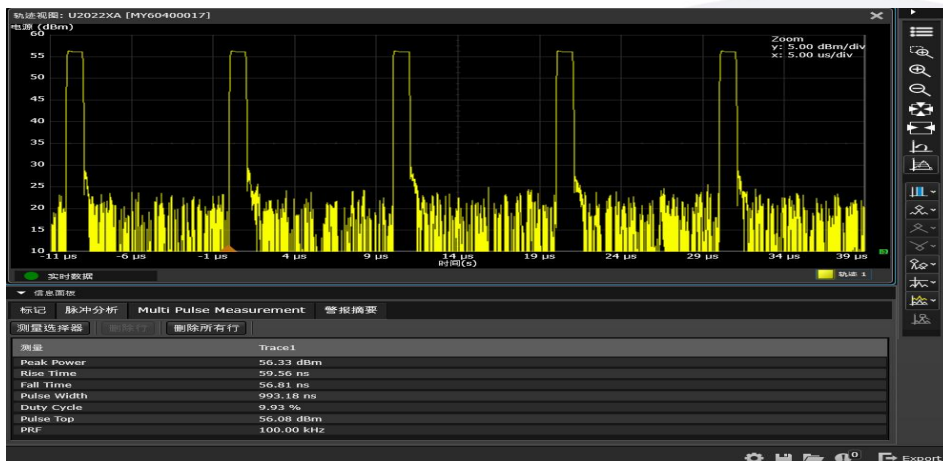 轨迹视图: U2022XA [MY60400017]
电源 (dBm)
Zoom
y: 5.00 dBm/div
x: 5.00 us/div
60
55
50
45
40
35
30
25
20
15
10
-11 μs -6 μs -1 μs 4 μs 9 μs 14 μs 19 μs 24 μs 29 μs 34 μs 39 μs
时间(s)
实时数据
轨迹 1
信息面板
标记 脉冲分析 Multi Pulse Measurement 警报摘要
测量选择器 删除行 删除所有行
测量 Trace1
Peak Power 56.33 dBm
Rise Time 59.56 ns
Fall Time 56.81 ns
Pulse Width 993.18 ns
Duty Cycle 9.93 %
Pulse Top 56.08 dBm
PRF 100.00 kHz
0
Export